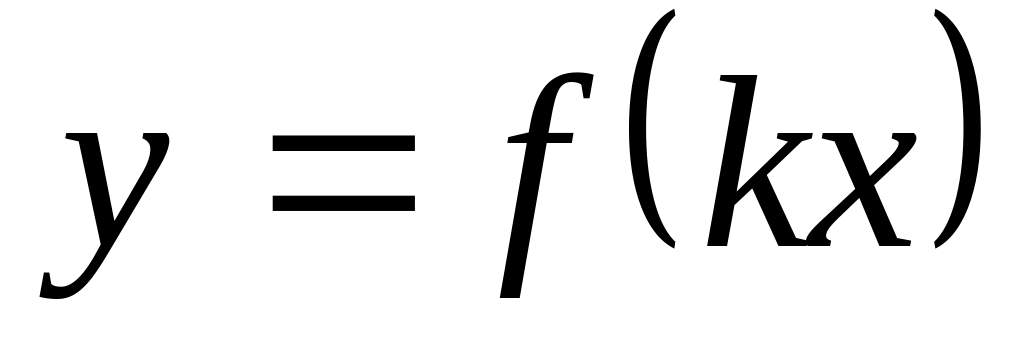 y = f(kx)